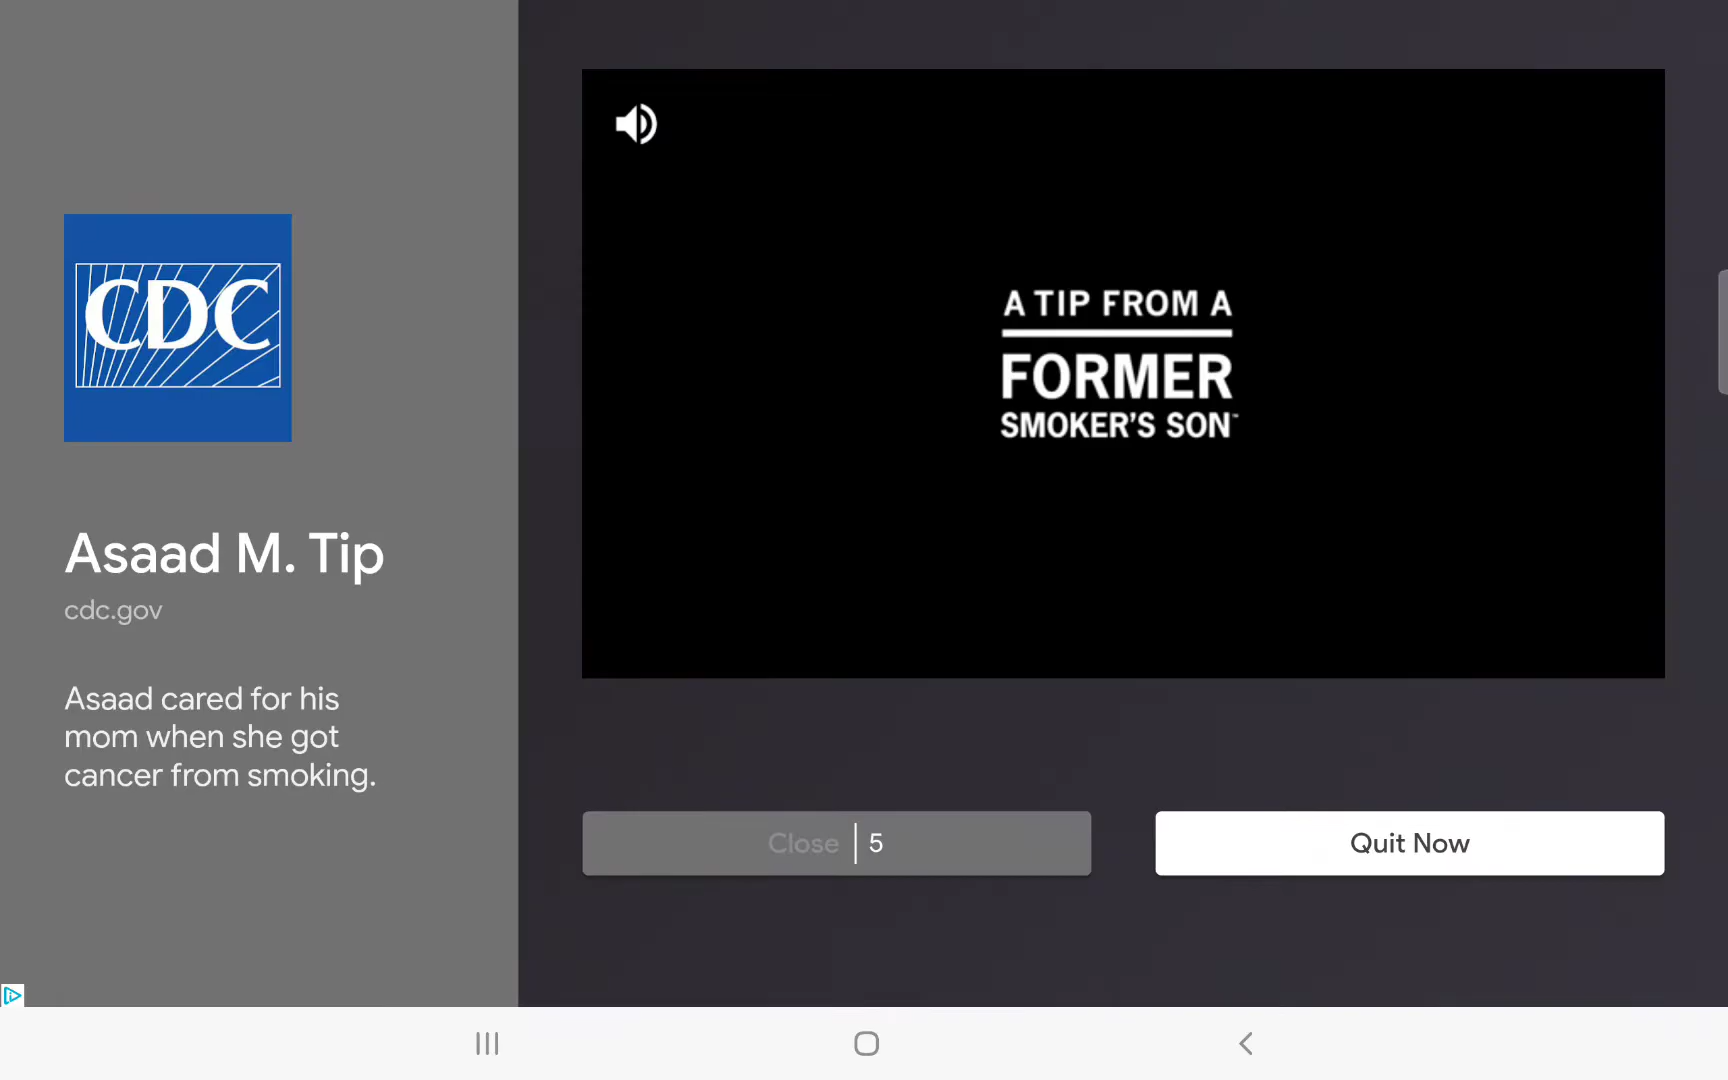 CDC
Asaad M. Tip
cdc.gov
Asaad cared for his
mom when she got
cancer from smoking.
A TIP FROM A
FORMER
SMOKER'S SON™
Close 5
Quit Now